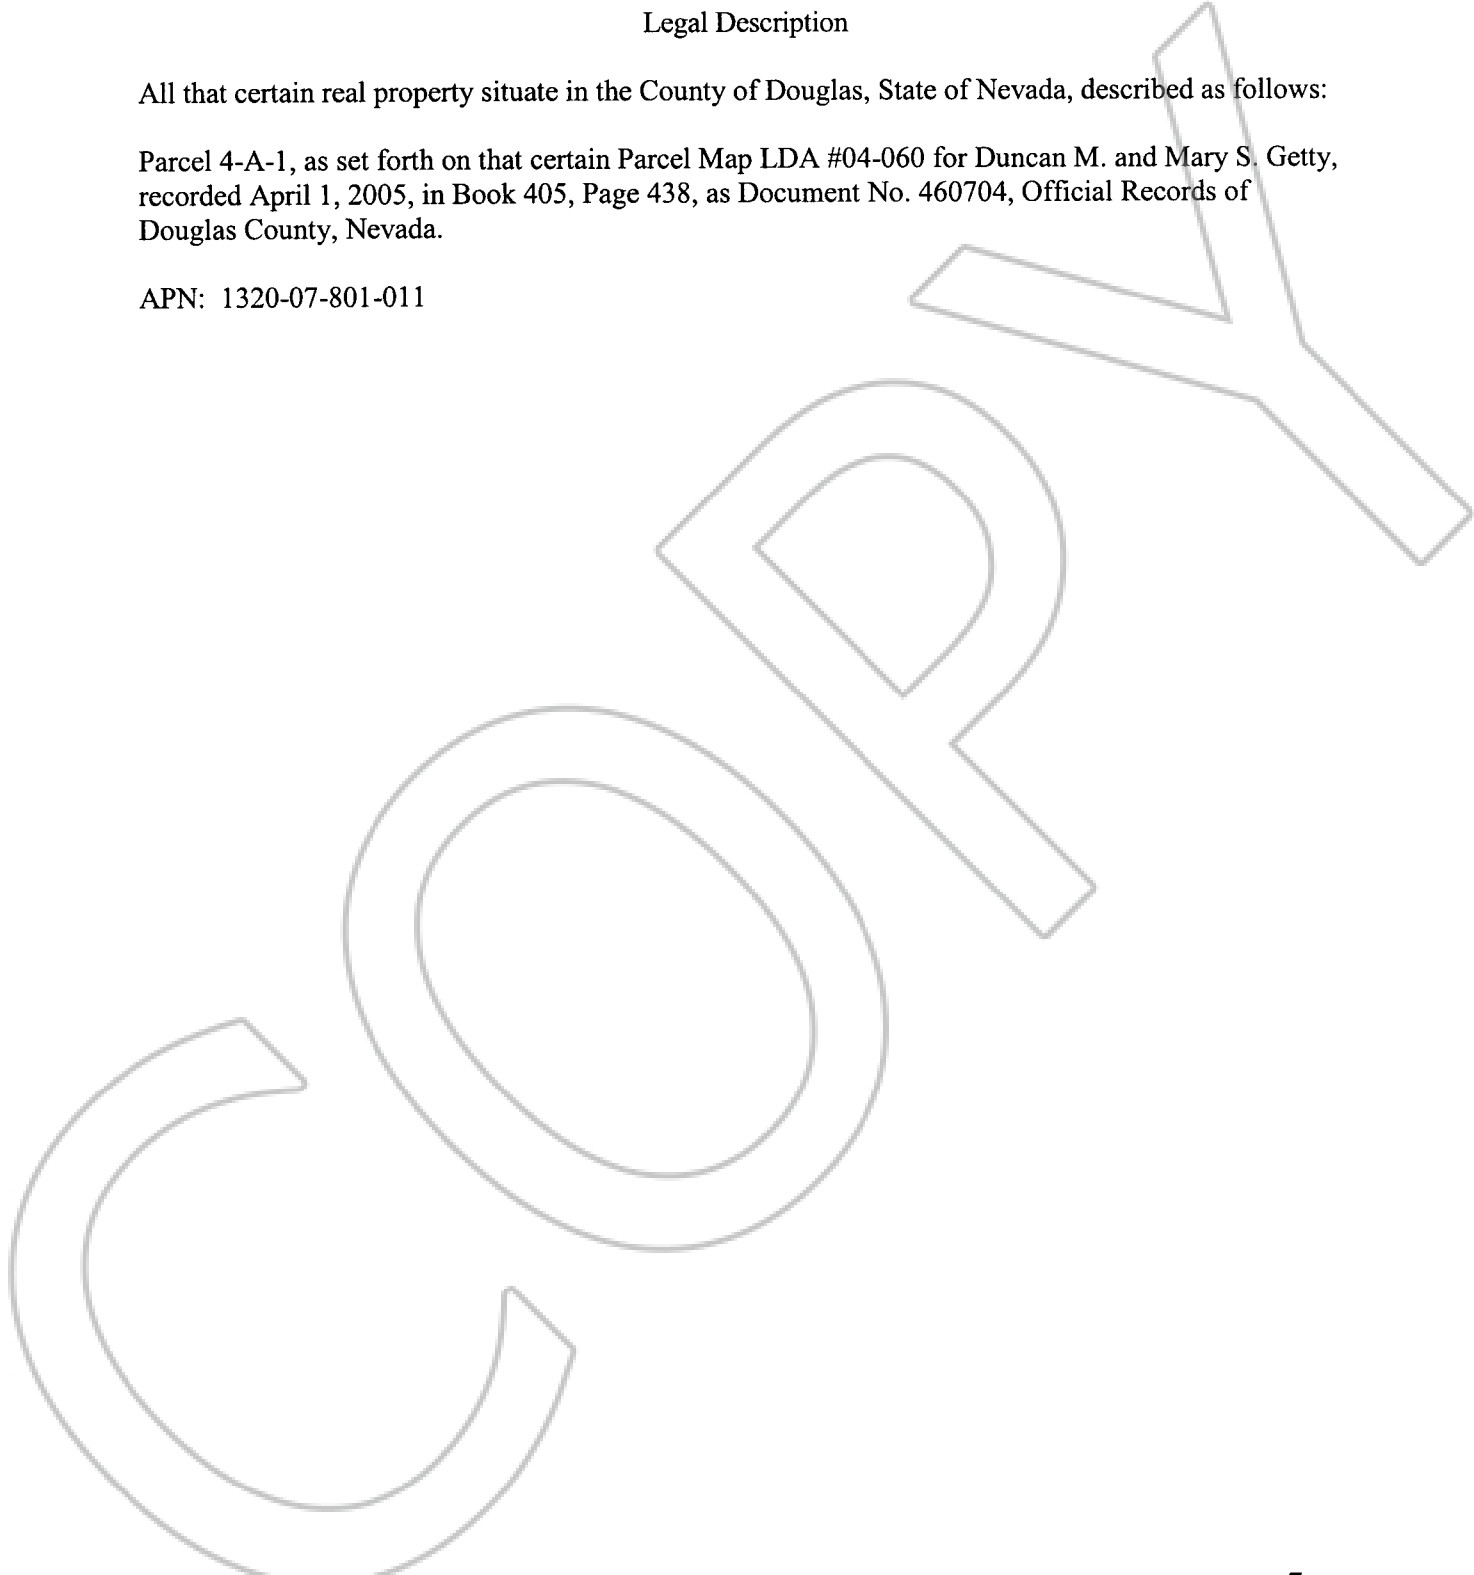 Legal Description
All that certain real property situate in the County of Douglas, State of Nevada, described as follows:
Parcel 4-A-1, as set forth on that certain Parcel Map LDA #04-060 for Duncan M. and Mary S. Getty,
recorded April 1, 2005, in Book 405, Page 438, as Document No. 460704, Official Records of
Douglas County, Nevada.
APN: 1320-07-801-011
COPY